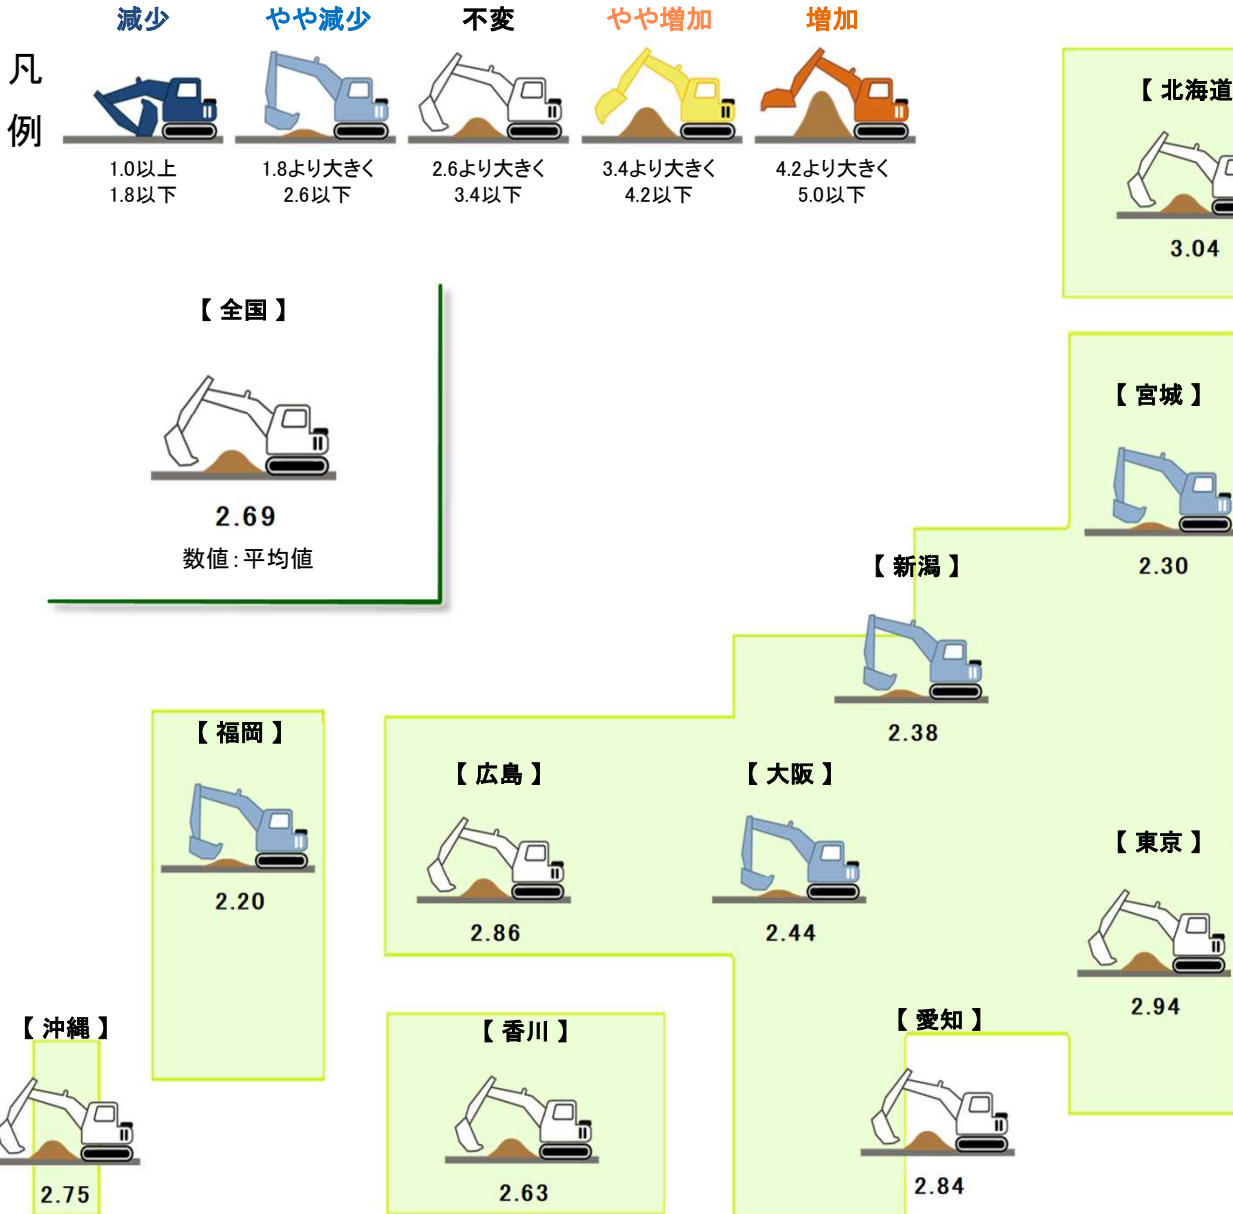 減少 やや減少 不変 やや増加 増加
凡
例
1.0以上 1.8より大きく 2.6より大きく 3.4より大きく 4.2より大きく
1.8以下 2.6以下 3.4以下 4.2以下 5.0以下
【 北海道
3.04
【 全国 】
2.69
数値：平均値
【 宮城 】
2.30
【 新潟 】
2.38
【 福岡 】
2.20
【 広島 】
2.86
【 大阪 】
2.44
【 東京 】
2.94
【 沖縄 】
2.75
【 香川 】
2.63
【 愛知 】
2.84